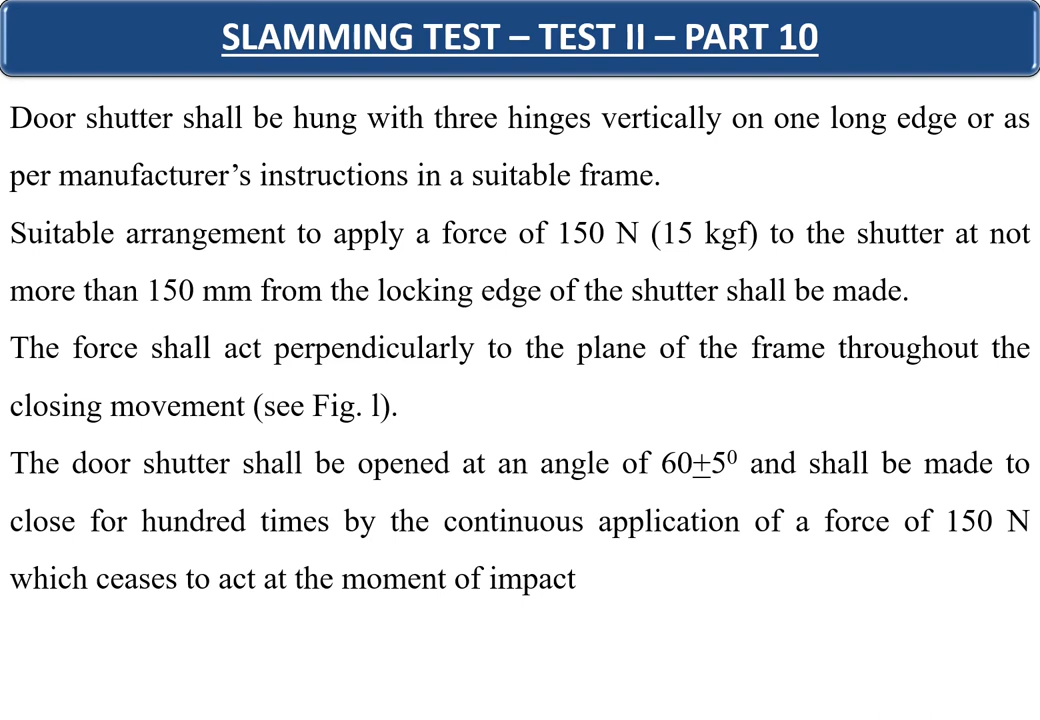 SLAMMING TEST – TEST II – PART 10
Door shutter shall be hung with three hinges vertically on one long edge or as
per manufacturer’s instructions in a suitable frame.
Suitable arrangement to apply a force of 150 N (15 kgf) to the shutter at not
more than 150 mm from the locking edge of the shutter shall be made.
The force shall act perpendicularly to the plane of the frame throughout the
closing movement (see Fig. l).
The door shutter shall be opened at an angle of 60±5⁰ and shall be made to
close for hundred times by the continuous application of a force of 150 N
which ceases to act at the moment of impact